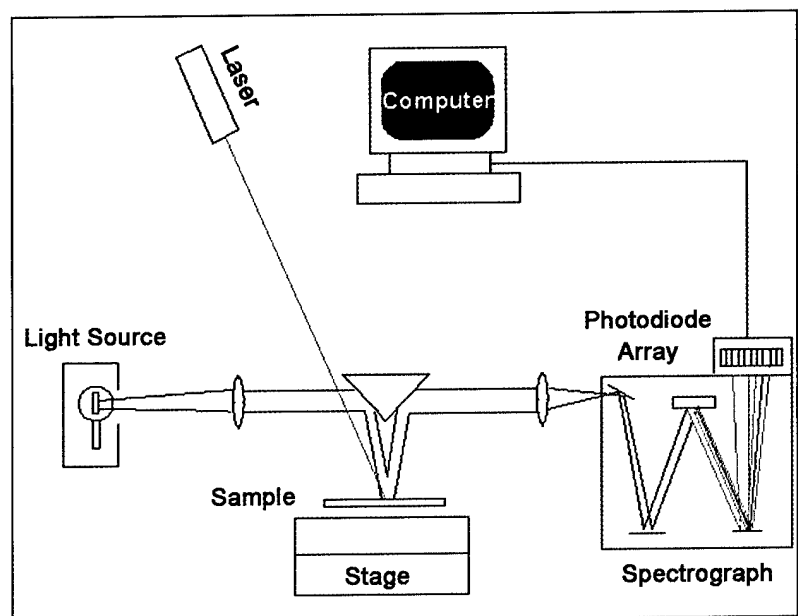 Laser
Computer
Light Source
Photodiode
Array
Sample
Stage
Spectrograph